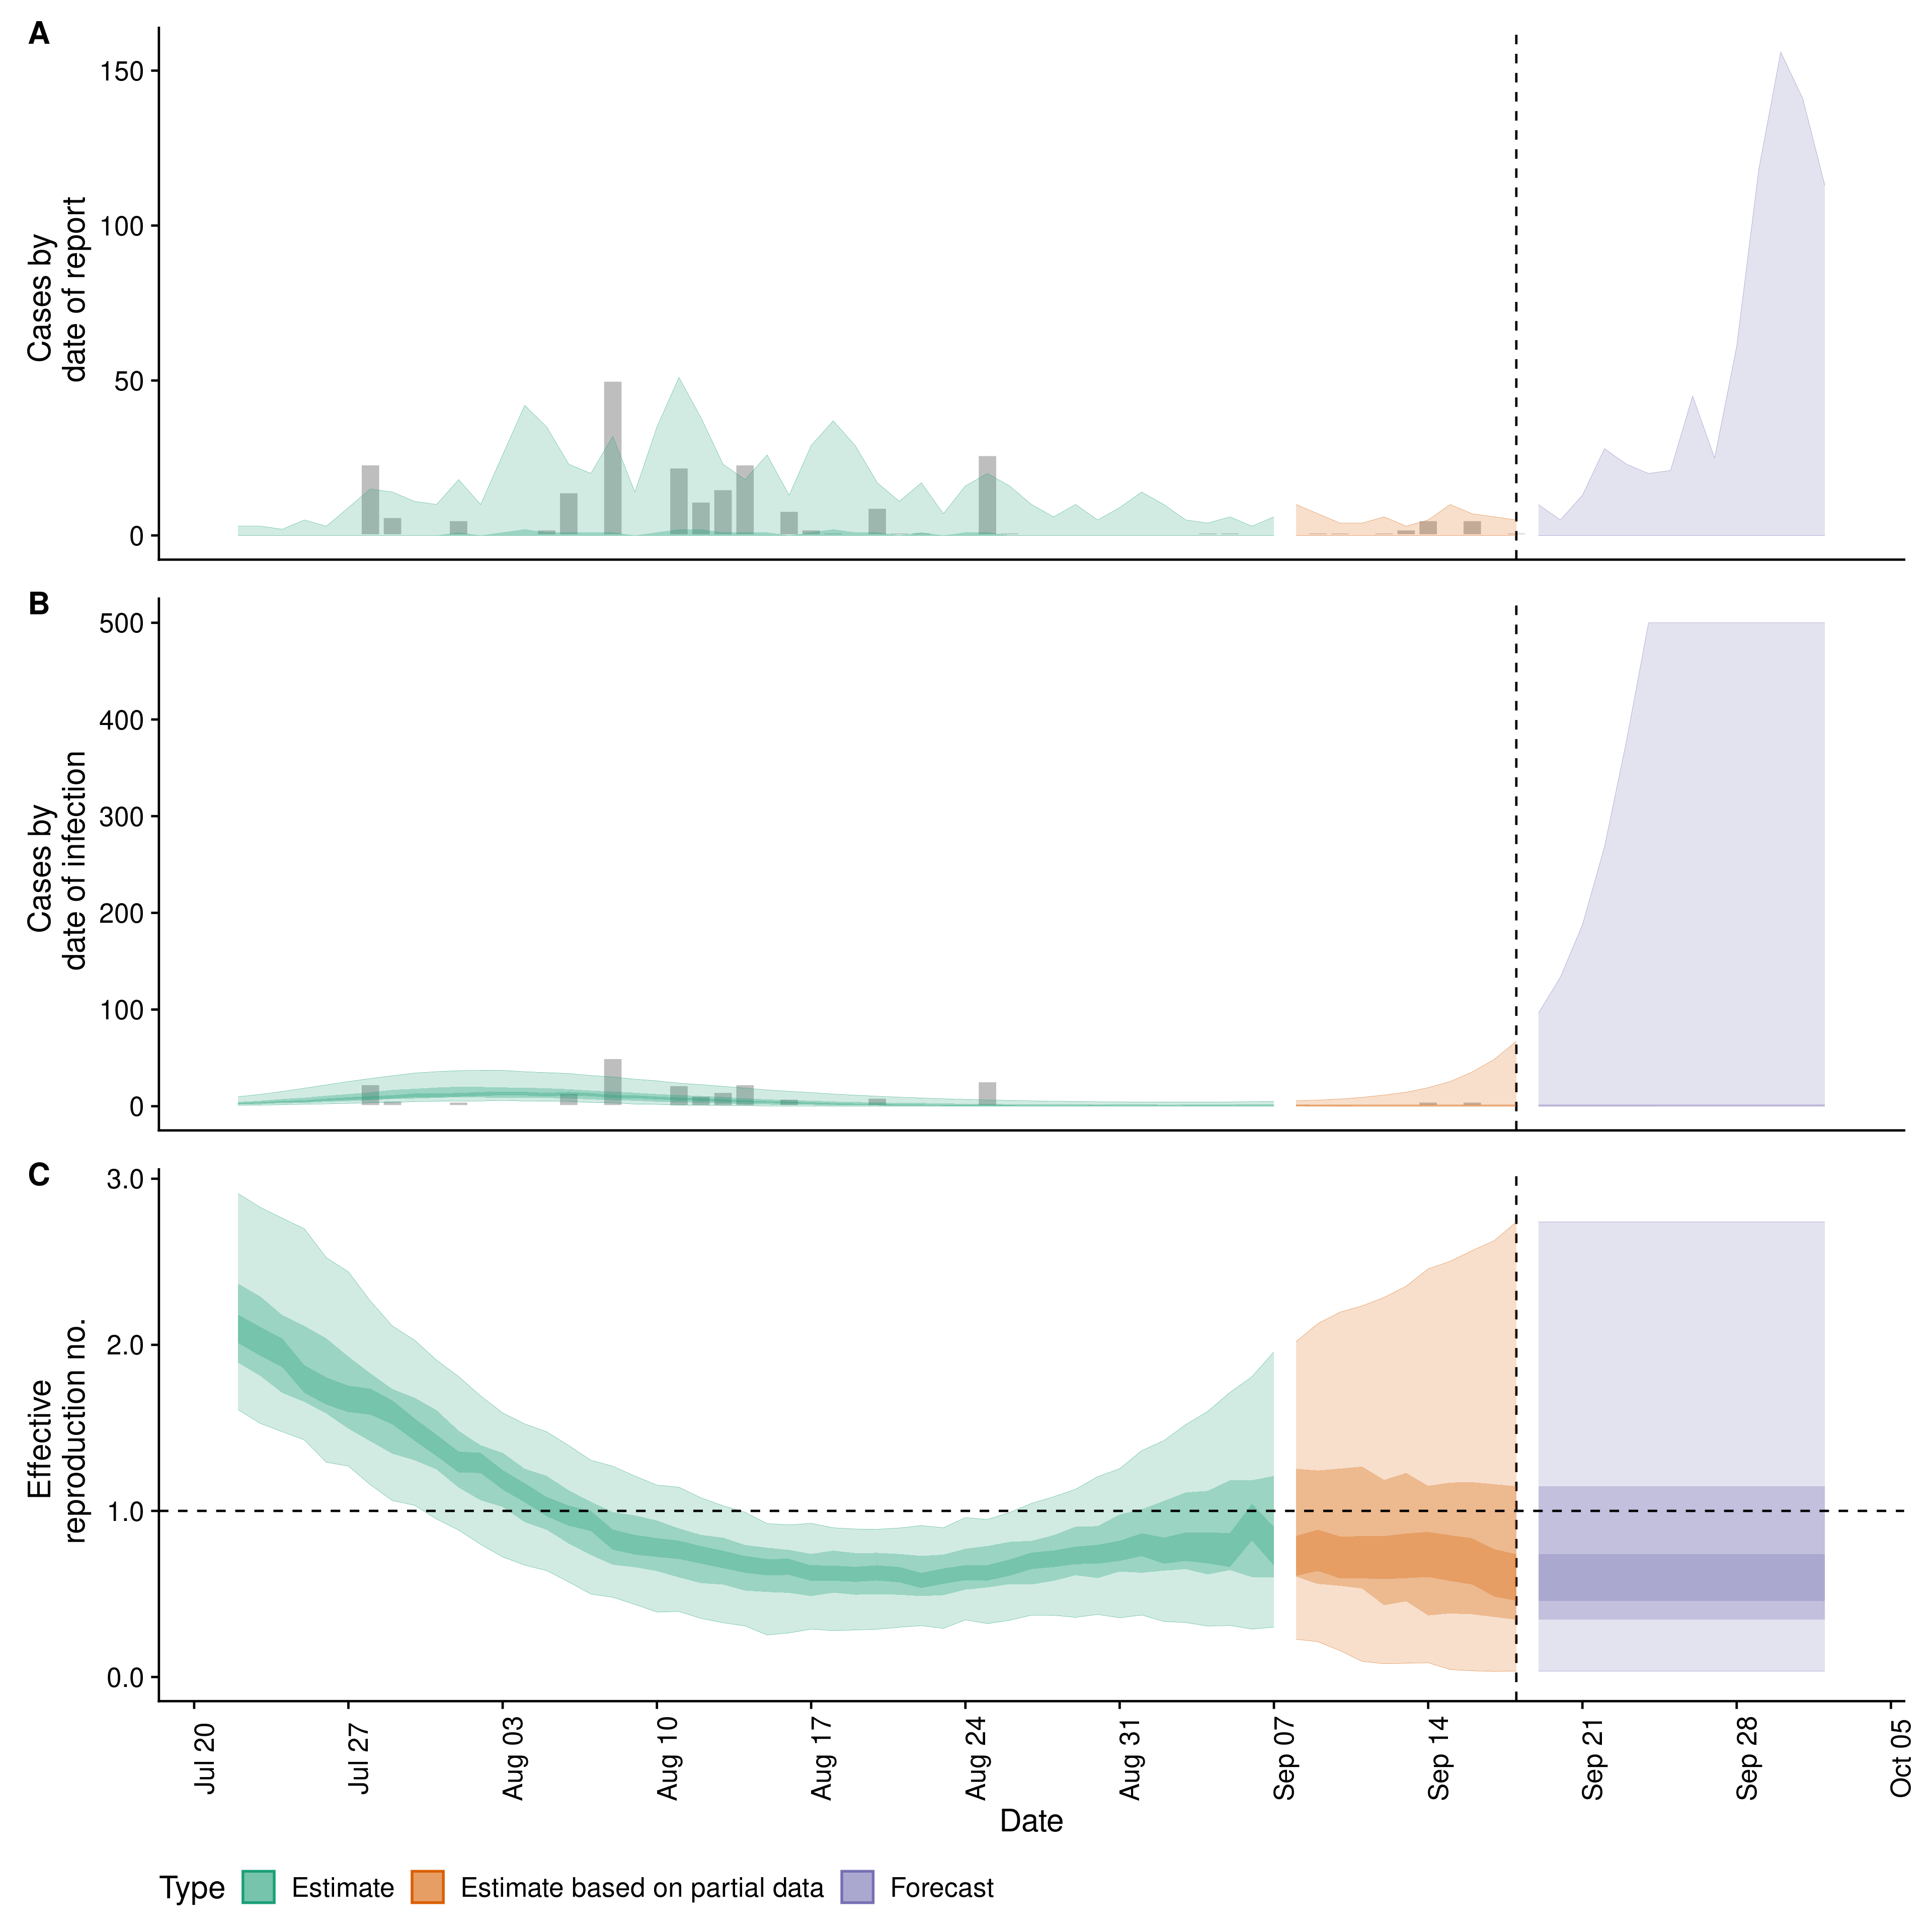 A
Cases by
date of report
150
100
50
0
B
Cases by
date of infection
500
400
300
200
100
0
C
Effective
reproduction no.
3.0
2.0
1.0
0.0
Jul 20
Jul 27
Aug 03
Aug 10
Aug 17
Aug 24
Aug 31
Sep 07
Sep 14
Sep 21
Sep 28
Oct 05
Date
Type Estimate Estimate based on partial data Forecast